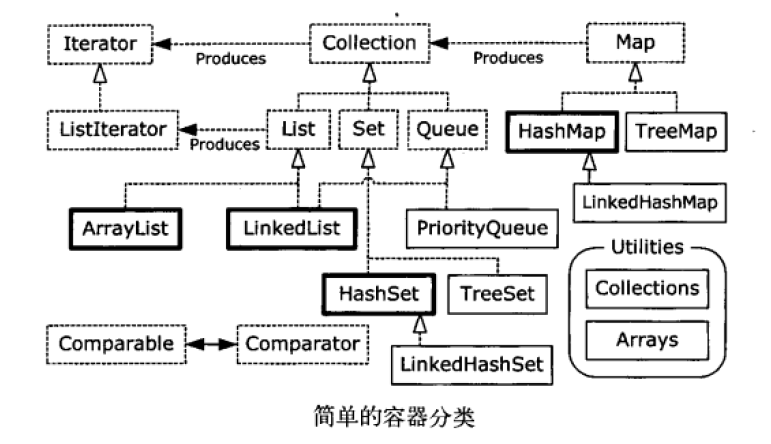 Iterator
Produces
Collection
Produces
Map
ListIterator
Produces
List
Set
Queue
HashMap
TreeMap
ArrayList
LinkedList
PriorityQueue
LinkedHashMap
Utilities
Collections
Arrays
HashSet
TreeSet
Comparable
Comparator
LinkedHashSet
简单的容器分类